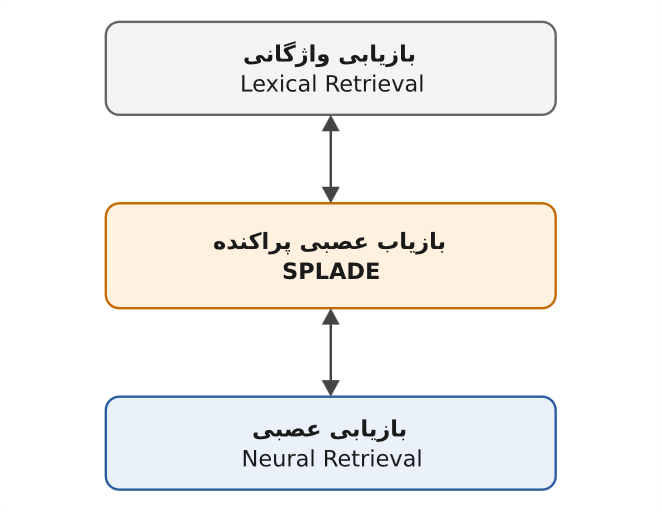 بازیابی واژگانی
Lexical Retrieval
بازیاب عصبی پراکنده
SPLADE
بازیابی عصبی
Neural Retrieval